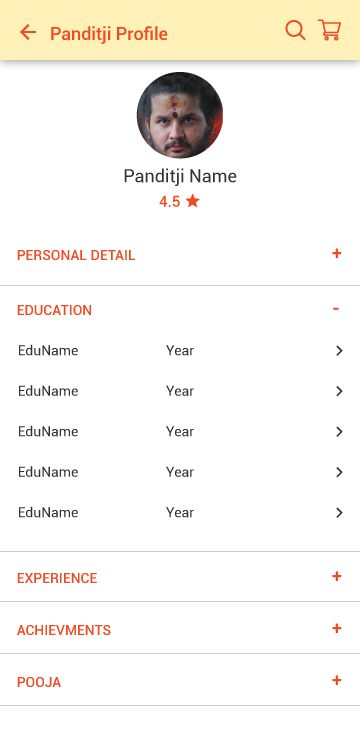 Panditji Profile
Panditji Name
4.5
PERSONAL DETAIL +
EDUCATION -
EduName Year
EduName Year
EduName Year
EduName Year
EduName Year
EXPERIENCE +
ACHIEVMENTS +
POOJA +